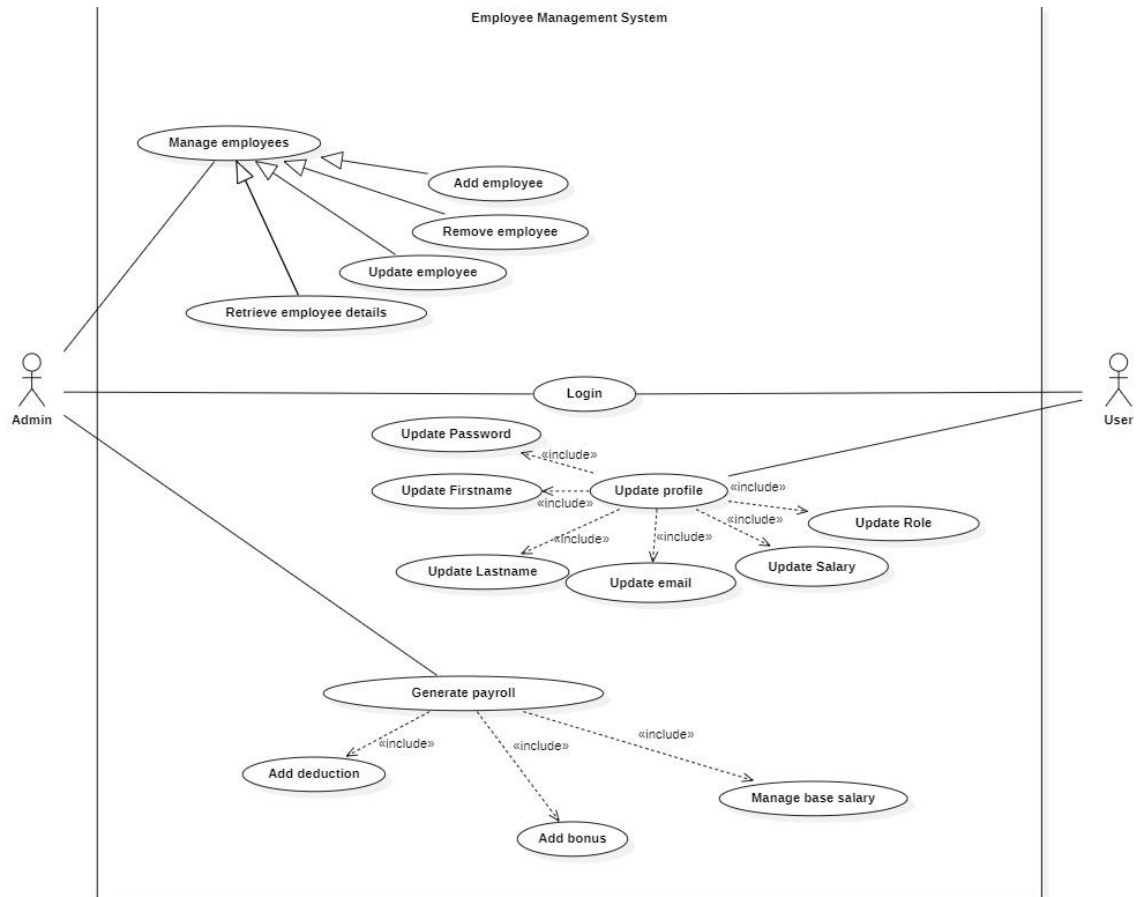 Employee Management System
Manage employees
Add employee
Remove employee
Update employee
Retrieve employee details
Login
Admin
User
Update Password
«include»
Update Firstname
«include»
Update profile
«include»
Update Role
«include»
«include»
«include»
Update Lastname
Update email
Update Salary
Generate payroll
«include»
«include»
«include»
Add deduction
Manage base salary
Add bonus